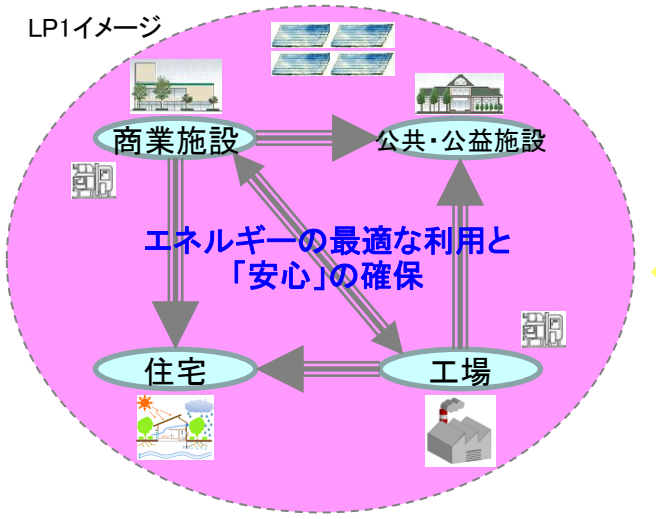 LP1イメージ
商業施設
公共・公益施設
エネルギーの最適な利用と
「安心」の確保
住宅
工場